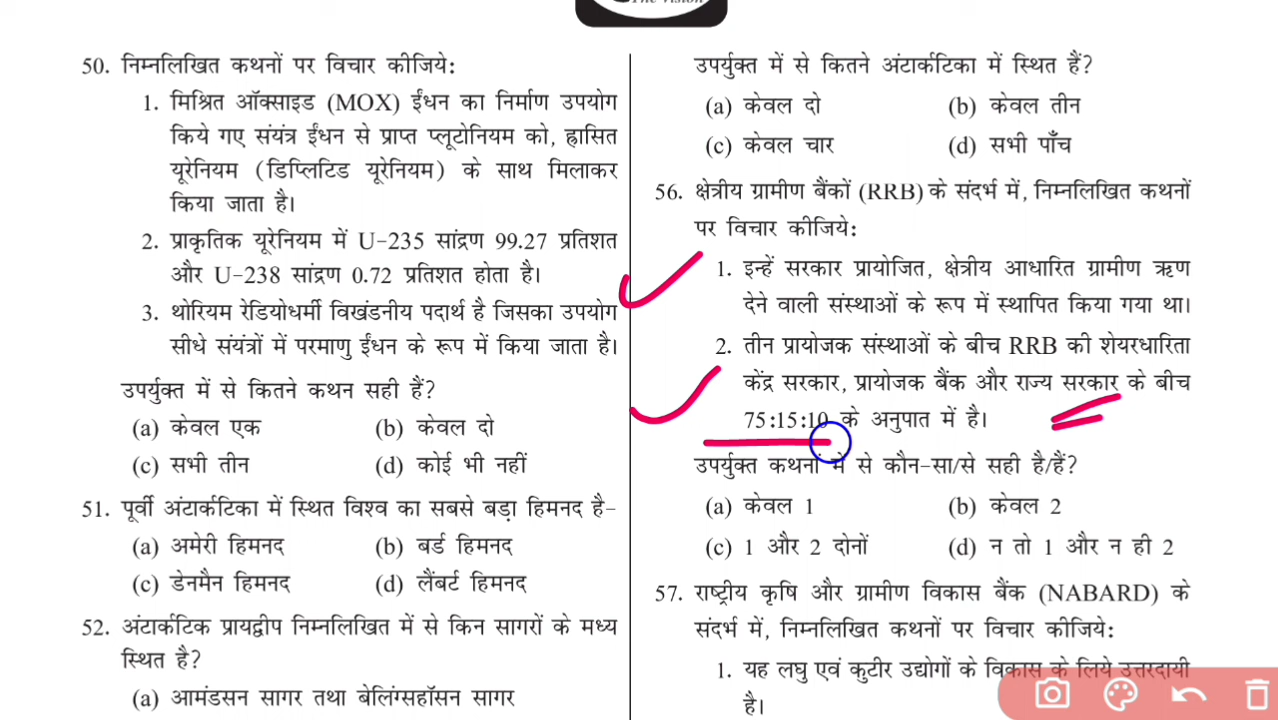 The Vision
50. निम्नलिखित कथनों पर विचार कीजिये:
1. मिश्रित ऑक्साइड (MOX) ईंधन का निर्माण उपयोग
किये गए संयंत्र ईंधन से प्राप्त प्लूटोनियम को, ह्रासित
यूरेनियम (डिप्लिटिड यूरेनियम) के साथ मिलाकर
किया जाता है।
2. प्राकृतिक यूरेनियम में U-235 सांद्रण 99.27 प्रतिशत
और U-238 सांद्रण 0.72 प्रतिशत होता है।
3. थोरियम रेडियोधर्मी विखंडनीय पदार्थ है जिसका उपयोग
सीधे संयंत्रों में परमाणु ईंधन के रूप में किया जाता है।
उपर्युक्त में से कितने कथन सही हैं?
(a) केवल एक (b) केवल दो
(c) सभी तीन (d) कोई भी नहीं
51. पूर्वी अंटार्कटिका में स्थित विश्व का सबसे बड़ा हिमनद है-
(a) अमेरी हिमनद (b) बर्ड हिमनद
(c) डेनमैन हिमनद (d) लैंबर्ट हिमनद
52. अंटार्कटिक प्रायद्वीप निम्नलिखित में से किन सागरों के मध्य
स्थित है?
(a) आमंडसन सागर तथा बेलिंग्सहॉसन सागर
उपर्युक्त में से कितने अंटार्कटिका में स्थित हैं?
(a) केवल दो (b) केवल तीन
(c) केवल चार (d) सभी पाँच
56. क्षेत्रीय ग्रामीण बैंकों (RRB) के संदर्भ में, निम्नलिखित कथनों
पर विचार कीजिये:
1. इन्हें सरकार प्रायोजित, क्षेत्रीय आधारित ग्रामीण ऋण
देने वाली संस्थाओं के रूप में स्थापित किया गया था।
2. तीन प्रायोजक संस्थाओं के बीच RRB की शेयरधारिता
केंद्र सरकार, प्रायोजक बैंक और राज्य सरकार के बीच
75:15:10 के अनुपात में है।
उपर्युक्त कथनों में से कौन-सा/से सही है/हैं?
(a) केवल 1 (b) केवल 2
(c) 1 और 2 दोनों (d) न तो 1 और न ही 2
57. राष्ट्रीय कृषि और ग्रामीण विकास बैंक (NABARD) के
संदर्भ में, निम्नलिखित कथनों पर विचार कीजिये:
1. यह लघु एवं कुटीर उद्योगों के विकास के लिये उत्तरदायी
है।